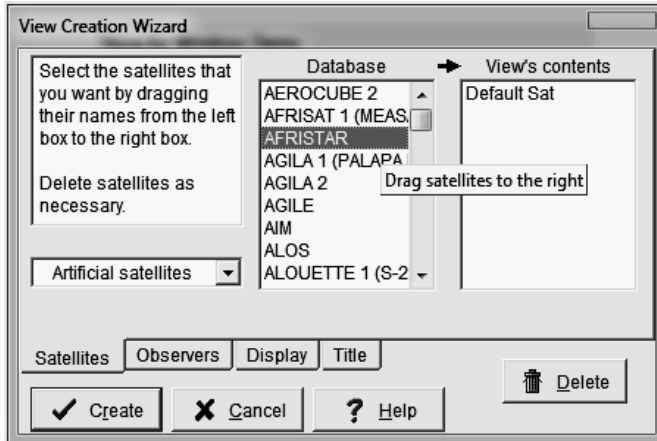 View Creation Wizard
Select the satellites that
you want by dragging
their names from the left
box to the right box.
Delete satellites as
necessary.
Artificial satellites
Database
AEROCUBE 2
AFRISAT 1 (MEAS
AFRISTAR
AGILA 1 (PALAPA
AGILA 2
AGILE
AIM
ALOS
ALOUETTE 1 (S-2
Drag satellites to the right
View's contents
Default Sat
Satellites
Observers
Display
Title
Delete
Create
Cancel
Help